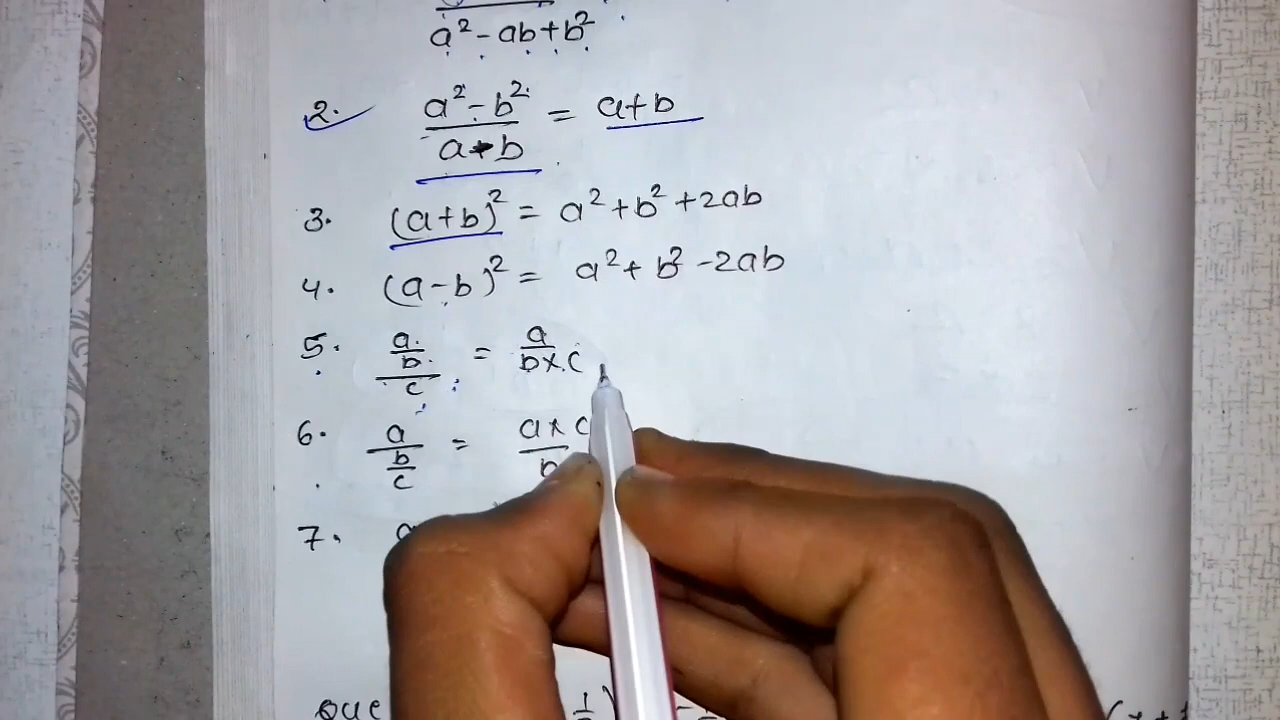 a² - ab + b²
2. (a² - b²)/(a - b) = a+b
3. (a+b)² = a² + b² + 2ab
4. (a-b)² = a² + b² - 2ab
5. (a/b)/c = a/(b×c)
6. a/(b/c) = (a×c)/b
7. a
Que